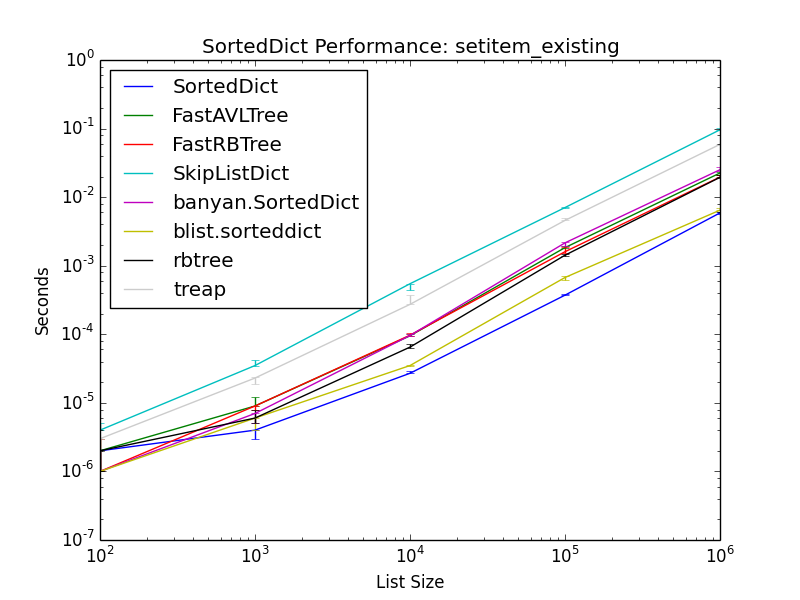 SortedDict Performance: setitem_existing
10^0
10^-1
10^-2
10^-3
10^-4
10^-5
10^-6
10^-7
Seconds
SortedDict
FastAVLTree
FastRBTree
SkipListDict
banyan.SortedDict
blist.sorteddict
rbtree
treap
10^2 10^3 10^4 10^5 10^6
List Size